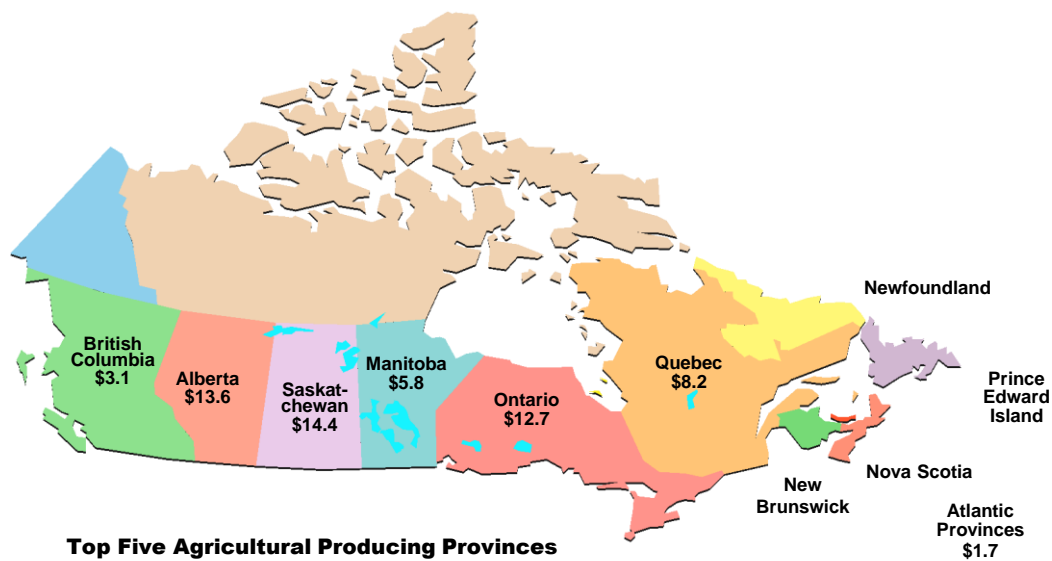 Newfoundland
British
Columbia
$3.1
Alberta
$13.6
Saskat-
chewan
$14.4
Manitoba
$5.8
Ontario
$12.7
Quebec
$8.2
Prince
Edward
Island
Nova Scotia
New
Brunswick
Atlantic
Provinces
$1.7
Top Five Agricultural Producing Provinces